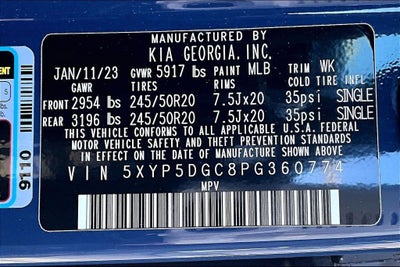 MANUFACTURED BY
KIA GEORGIA, INC.
JAN/11/23 GVWR 5917 lbs PAINT MLB TRIM WK
GAWR TIRES RIMS COLD TIRE INFL
FRONT 2954 lbs 245/50R20 7.5Jx20 35psi SINGLE
REAR 3196 lbs 245/50R20 7.5Jx20 35psi SINGLE
THIS VEHICLE CONFORMS TO ALL APPLICABLE U.S.A. FEDERAL
MOTOR VEHICLE SAFETY AND THEFT PREVENTION STANDARDS
IN EFFECT ON THE DATE OF MANUFACTURE SHOWN ABOVE
VIN 5XYP5DGC8PG360774
MPV
9110